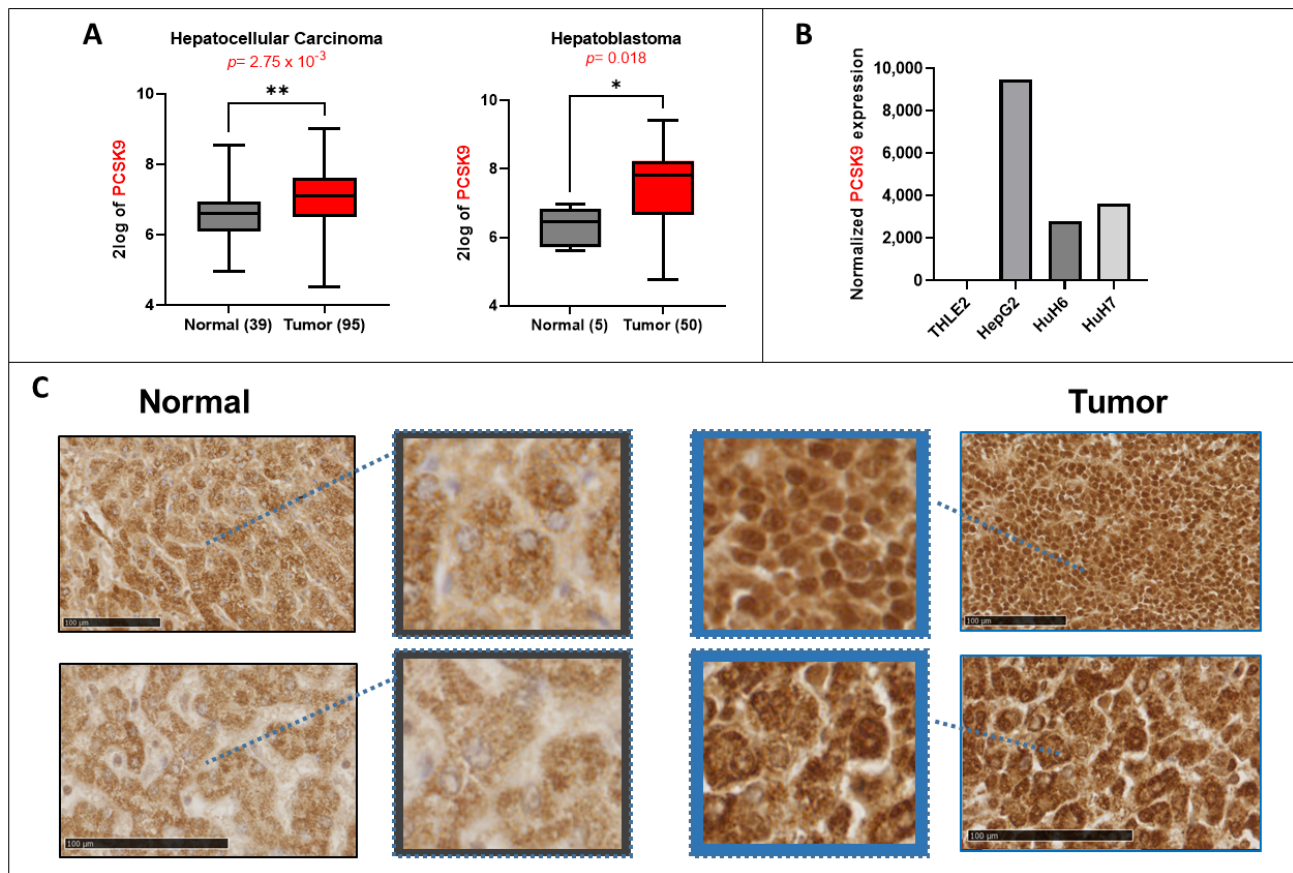 A
Hepatocellular Carcinoma
p= 2.75 x 10⁻³
**
2log of PCSK9
10
8
6
4
Normal (39)
Tumor (95)
Hepatoblastoma
p= 0.018
*
2log of PCSK9
10
8
6
4
Normal (5)
Tumor (50)
B
Normalized PCSK9 expression
10,000
8,000
6,000
4,000
2,000
0
THLE2
HepG2
HuH6
HuH7
C
Normal
Tumor
100 µm
100 µm
100 µm
100 µm